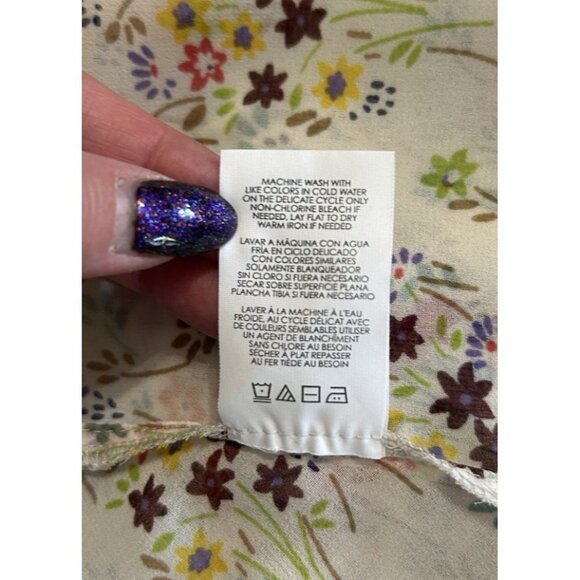 MACHINE WASH WITH
LIKE COLORS IN COLD WATER
ON THE DELICATE CYCLE ONLY
NON-CHLORINE BLEACH IF
NEEDED, LAY FLAT TO DRY
WARM IRON IF NEEDED
LAVAR A MÁQUINA CON AGUA
FRÍA EN CICLO DELICADO
CON COLORES SIMILARES
SOLAMENTE BLANQUEADOR
SIN CLORO SI FUERA NECESARIO
SECAR SOBRE SUPERFICIE PLANA
PLANCHA TIBIA SI FUERA NECESARIO
LAVER À LA MACHINE À L'EAU
FROIDE, AU CYCLE DÉLICAT AVEC
DE COULEURS SEMBLABLES UTILISER
UN AGENT DE BLANCHÎMENT
SANS CHLORE AU BESOIN
SÉCHER À PLAT REPASSER
AU FER TIÈDE AU BESOIN